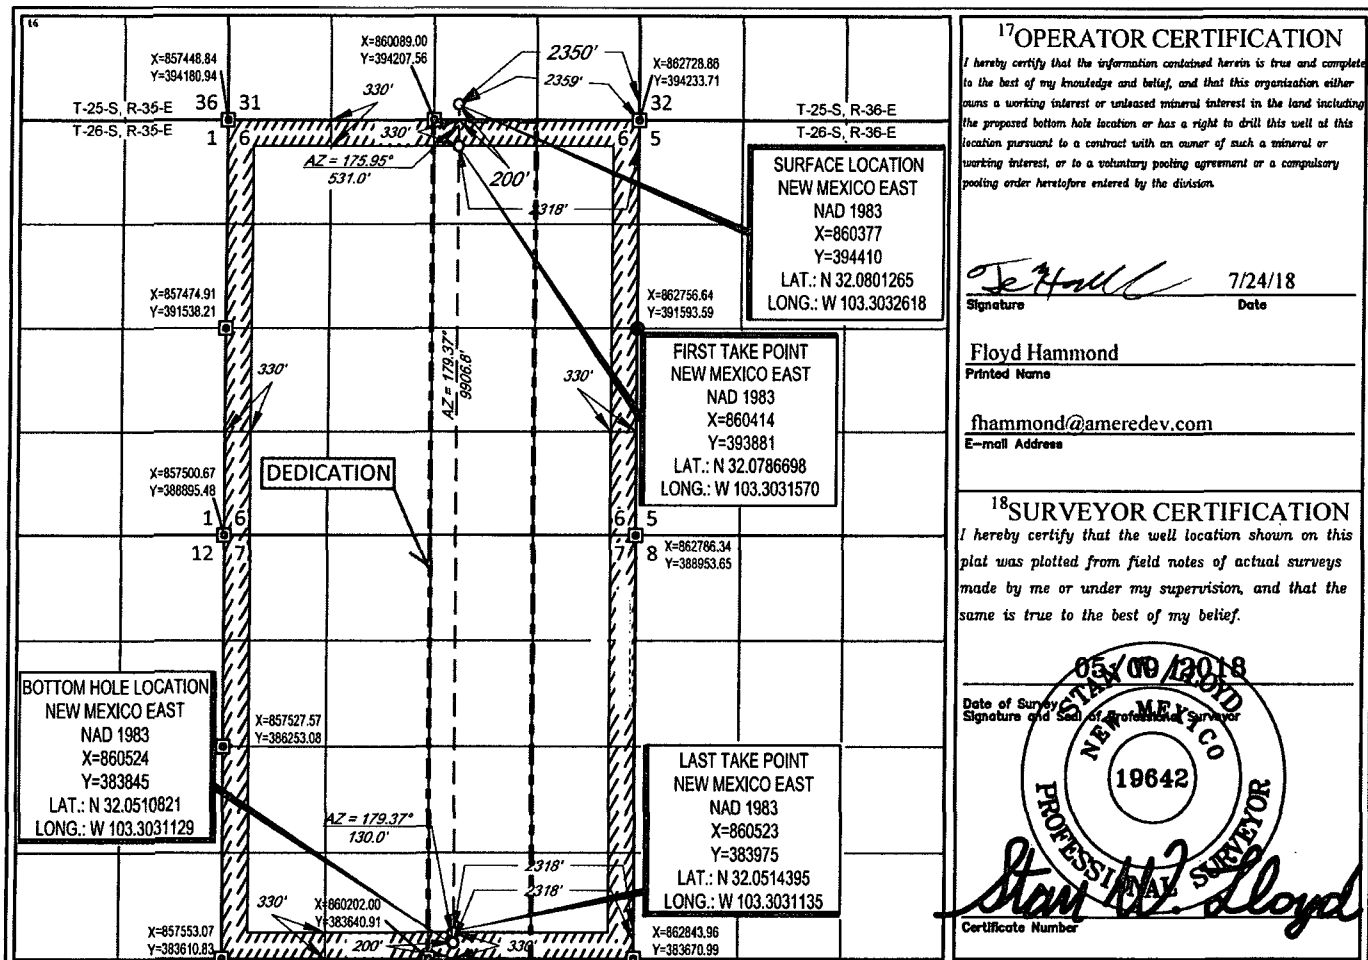 16
X=857448.84
Y=394180.94
X=860089.00
Y=394207.56
2350'
2359'
X=862728.86
Y=394233.71
330'
T-25-S, R-35-E
36 31
32
T-25-S, R-36-E
T-26-S, R-35-E
1 6
330'
6 5
T-26-S, R-36-E
AZ = 175.95°
531.0'
200'
2318'
SURFACE LOCATION
NEW MEXICO EAST
NAD 1983
X=860377
Y=394410
LAT.: N 32.0801265
LONG.: W 103.3032618
X=857474.91
Y=391538.21
X=862756.64
Y=391593.59
FIRST TAKE POINT
NEW MEXICO EAST
NAD 1983
X=860414
Y=393881
LAT.: N 32.0786698
LONG.: W 103.3031570
330'
AZ = 179.37°
9906.8'
330'
DEDICATION
X=857500.67
Y=388895.48
1 6
12 7
6 5
7 8
X=862786.34
Y=388953.65
BOTTOM HOLE LOCATION
NEW MEXICO EAST
NAD 1983
X=860524
Y=383845
LAT.: N 32.0510821
LONG.: W 103.3031129
X=857527.57
Y=386253.08
LAST TAKE POINT
NEW MEXICO EAST
NAD 1983
X=860523
Y=383975
LAT.: N 32.0514395
LONG.: W 103.3031135
AZ = 179.37°
130.0'
2318'
2318'
330'
X=860202.00
Y=383640.91
X=857553.07
Y=383610.83
200'
330'
X=862843.96
Y=383670.99
17 OPERATOR CERTIFICATION
I hereby certify that the information contained herein is true and complete
to the best of my knowledge and belief, and that this organization either
owns a working interest or unleased mineral interest in the land including
the proposed bottom hole location or has a right to drill this well at this
location pursuant to a contract with an owner of such a mineral or
working interest, or to a voluntary pooling agreement or a compulsory
pooling order heretofore entered by the division.
7/24/18
Signature Date
Floyd Hammond
Printed Name
fhammond@ameredev.com
E-mail Address
18 SURVEYOR CERTIFICATION
I hereby certify that the well location shown on this
plat was plotted from field notes of actual surveys
made by me or under my supervision, and that the
same is true to the best of my belief.
05/09/2018
Date of Survey
Signature and Seal of Professional Surveyor
STAN W LLOYD
NEW MEXICO
19642
PROFESSIONAL SURVEYOR
Stan W. Lloyd
Certificate Number